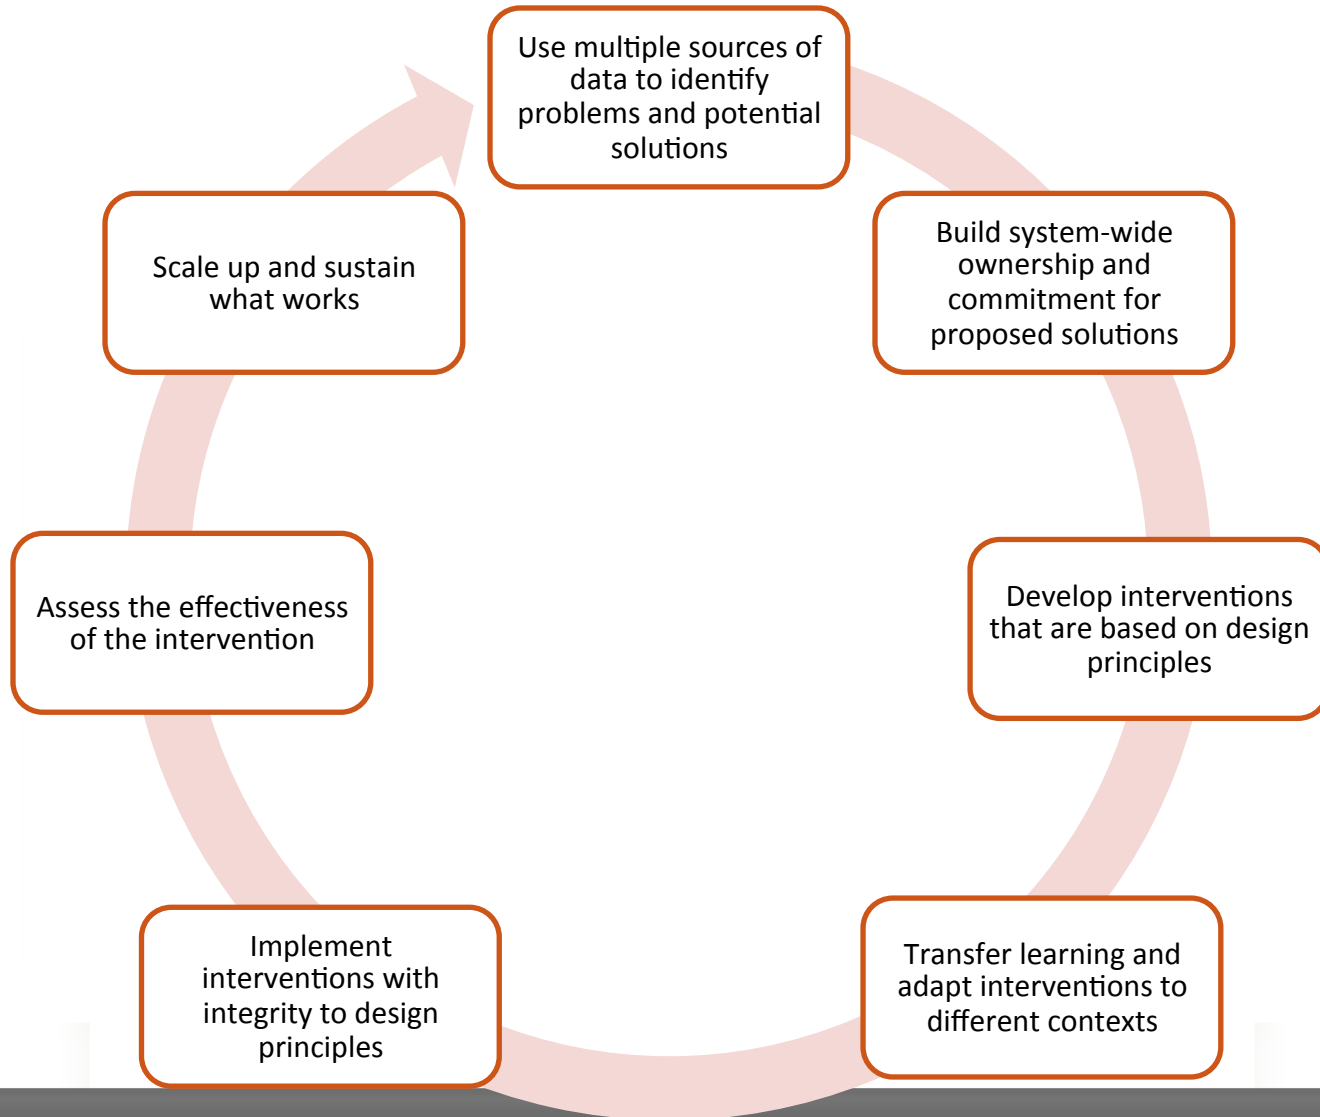 Use multiple sources of
data to identify
problems and potential
solutions
Build system-wide
ownership and
commitment for
proposed solutions
Develop interventions
that are based on design
principles
Transfer learning and
adapt interventions to
different contexts
Implement
interventions with
integrity to design
principles
Assess the effectiveness
of the intervention
Scale up and sustain
what works